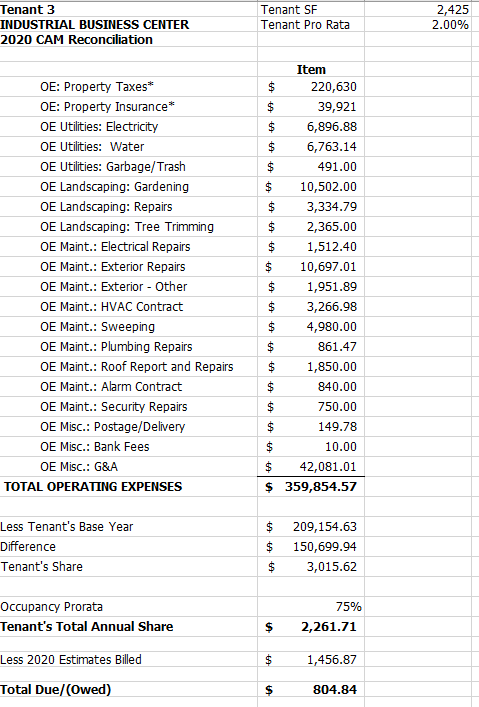 Tenant 3 Tenant SF 2,425
INDUSTRIAL BUSINESS CENTER Tenant Pro Rata 2.00%
2020 CAM Reconciliation
Item
OE: Property Taxes* $ 220,630
OE: Property Insurance* $ 39,921
OE Utilities: Electricity $ 6,896.88
OE Utilities: Water $ 6,763.14
OE Utilities: Garbage/Trash $ 491.00
OE Landscaping: Gardening $ 10,502.00
OE Landscaping: Repairs $ 3,334.79
OE Landscaping: Tree Trimming $ 2,365.00
OE Maint.: Electrical Repairs $ 1,512.40
OE Maint.: Exterior Repairs $ 10,697.01
OE Maint.: Exterior - Other $ 1,951.89
OE Maint.: HVAC Contract $ 3,266.98
OE Maint.: Sweeping $ 4,980.00
OE Maint.: Plumbing Repairs $ 861.47
OE Maint.: Roof Report and Repairs $ 1,850.00
OE Maint.: Alarm Contract $ 840.00
OE Maint.: Security Repairs $ 750.00
OE Misc.: Postage/Delivery $ 149.78
OE Misc.: Bank Fees $ 10.00
OE Misc.: G&A $ 42,081.01
TOTAL OPERATING EXPENSES $ 359,854.57
Less Tenant's Base Year $ 209,154.63
Difference $ 150,699.94
Tenant's Share $ 3,015.62
Occupancy Prorata 75%
Tenant's Total Annual Share $ 2,261.71
Less 2020 Estimates Billed $ 1,456.87
Total Due/(Owed) $ 804.84